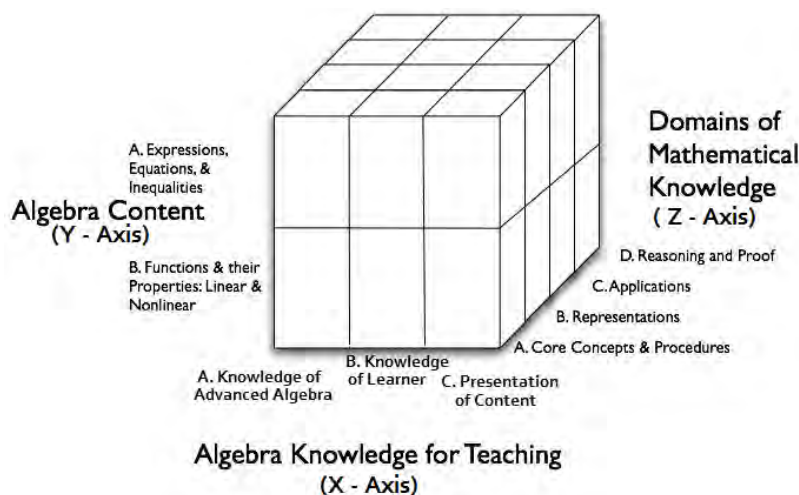 A. Expressions,
Equations, &
Inequalities
Algebra Content
(Y - Axis)
B. Functions & their
Properties: Linear &
Nonlinear
Domains of
Mathematical
Knowledge
( Z - Axis)
D. Reasoning and Proof
C. Applications
B. Representations
A. Core Concepts & Procedures
A. Knowledge of
Advanced Algebra
B. Knowledge
of Learner
C. Presentation
of Content
Algebra Knowledge for Teaching
(X - Axis)